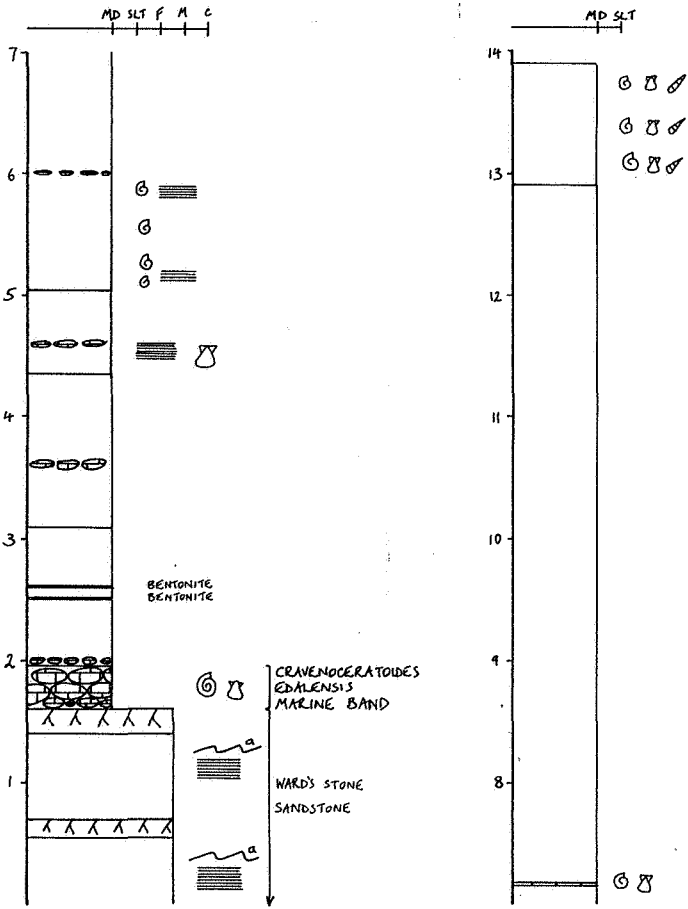 MD SLT F M C
7
6
5
4
3
2
1
BENTONITE
BENTONITE
CRAVENOCERATOIDES
EDALENSIS
MARINE BAND
a
WARD'S STONE
SANDSTONE
a
MD SLT
14
13
12
11
10
9
8